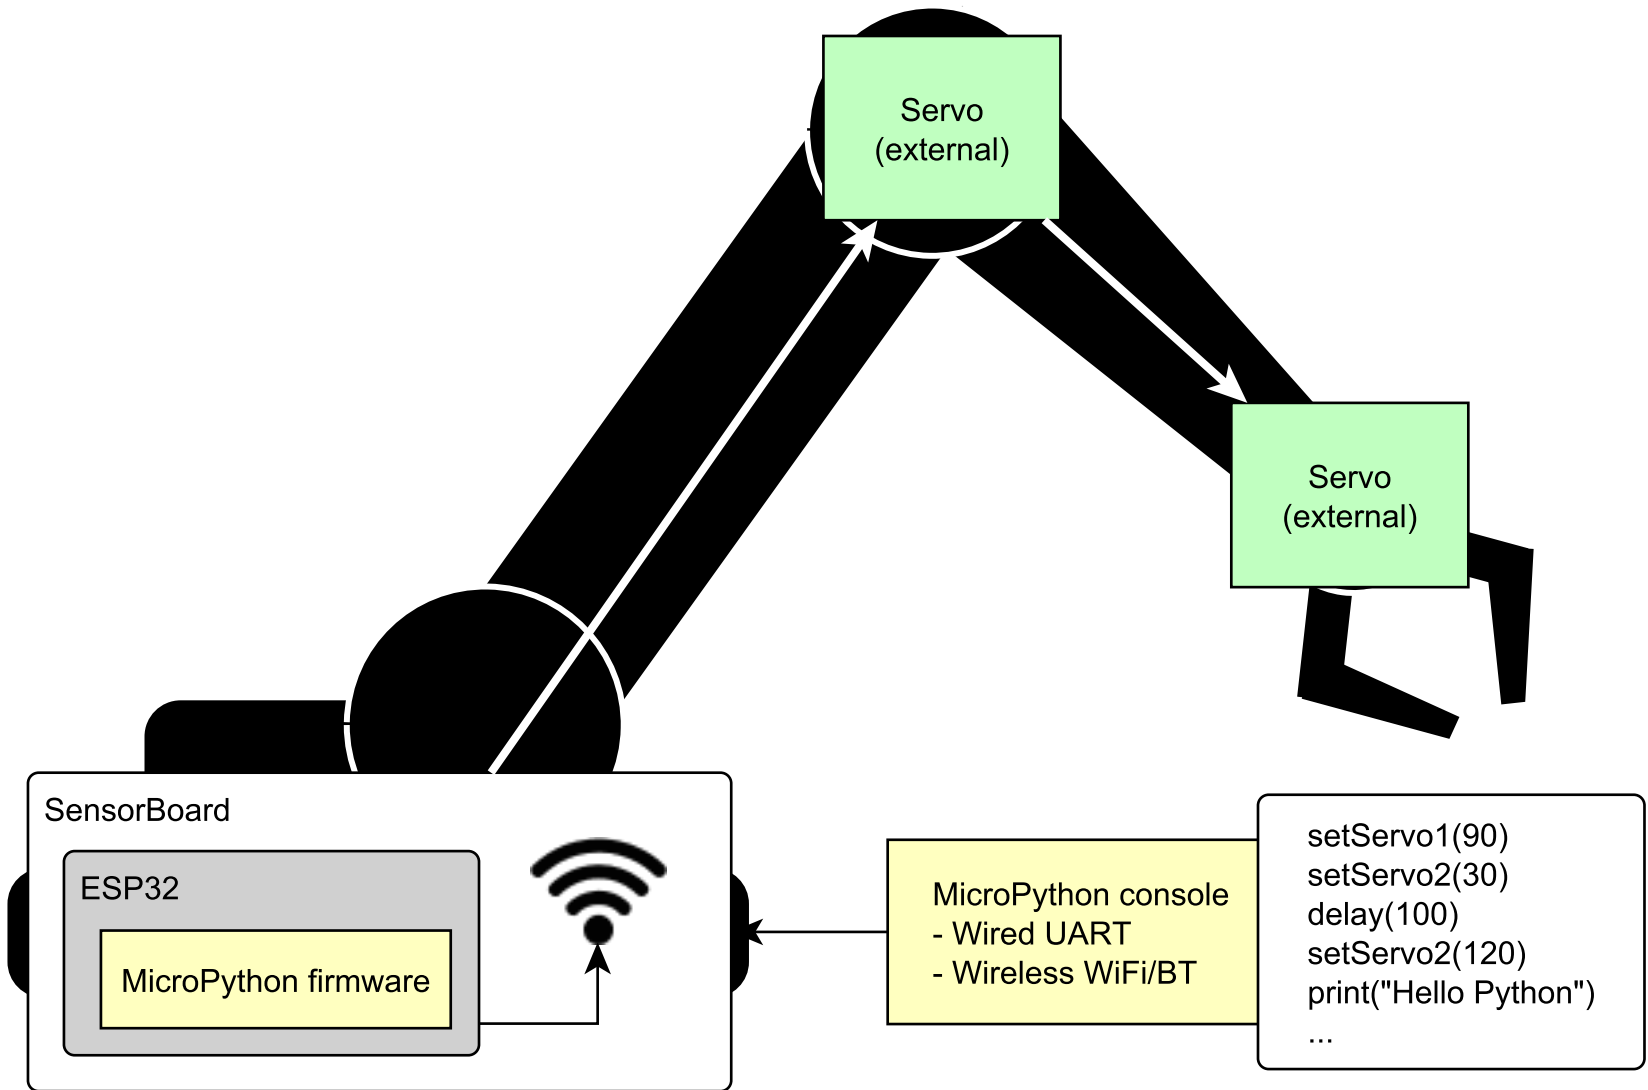 Servo
(external)
Servo
(external)
SensorBoard
ESP32
MicroPython firmware
MicroPython console
- Wired UART
- Wireless WiFi/BT
setServo1(90)
setServo2(30)
delay(100)
setServo2(120)
print("Hello Python")
...